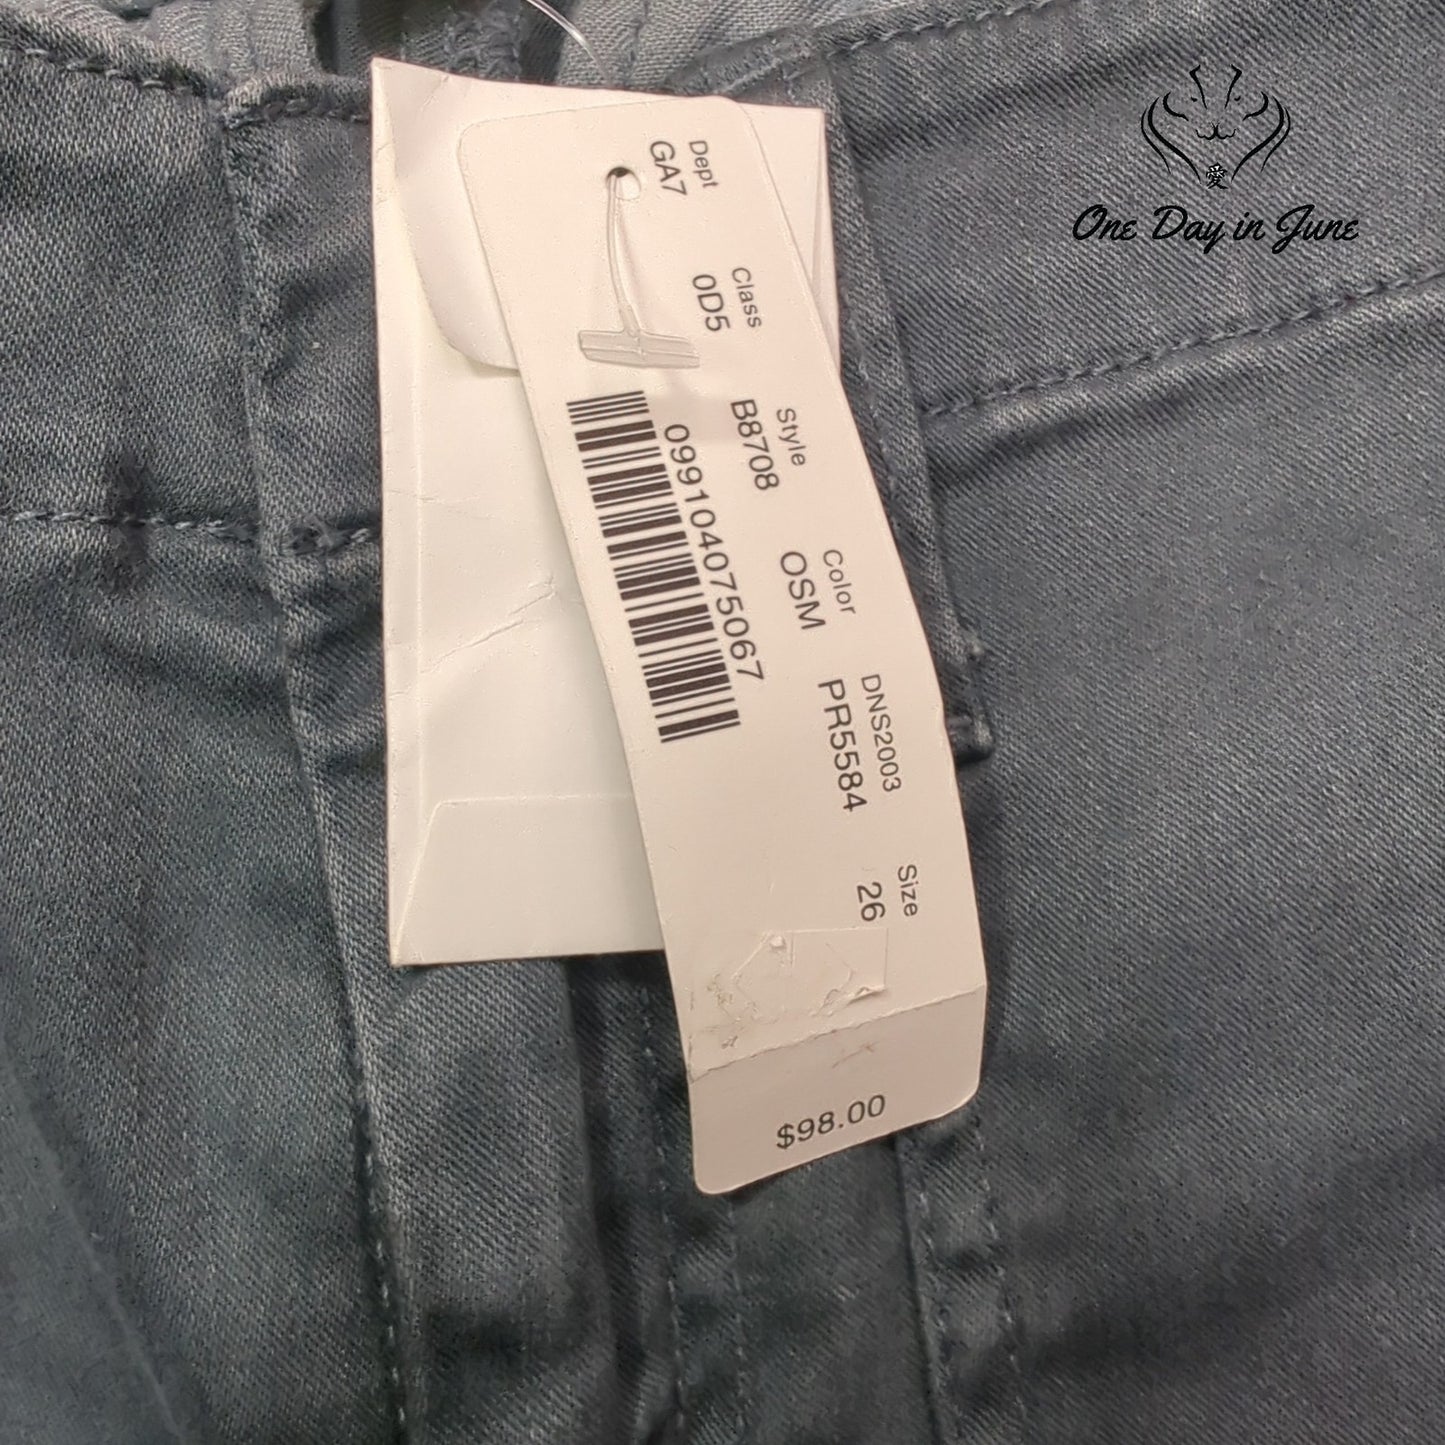 愛
One Day in June
Dept
GA7
Class
0D5
Style
B8708
Color
OSM
DNS2003
PR5584
Size
26
099104075067
$98.00